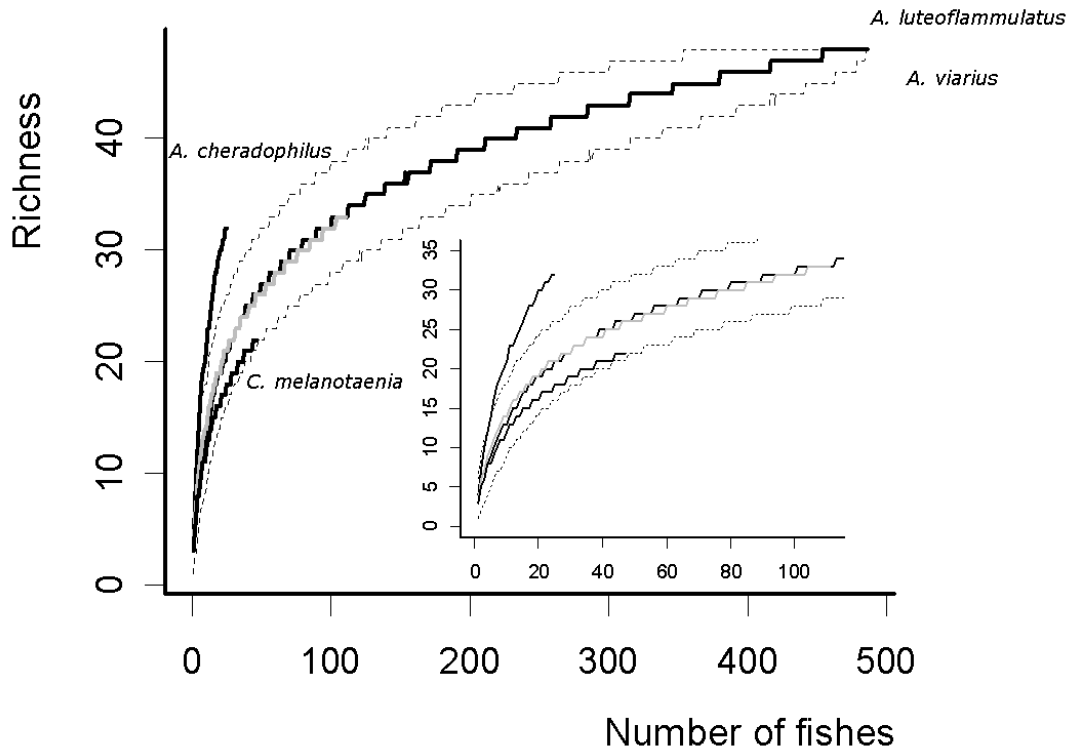 A. luteoflammulatus
A. viarius
Richness
40
30
20
10
0
A. cheradophilus
C. melanotaenia
35
30
25
20
15
10
5
0
0 20 40 60 80 100
0 100 200 300 400 500
Number of fishes